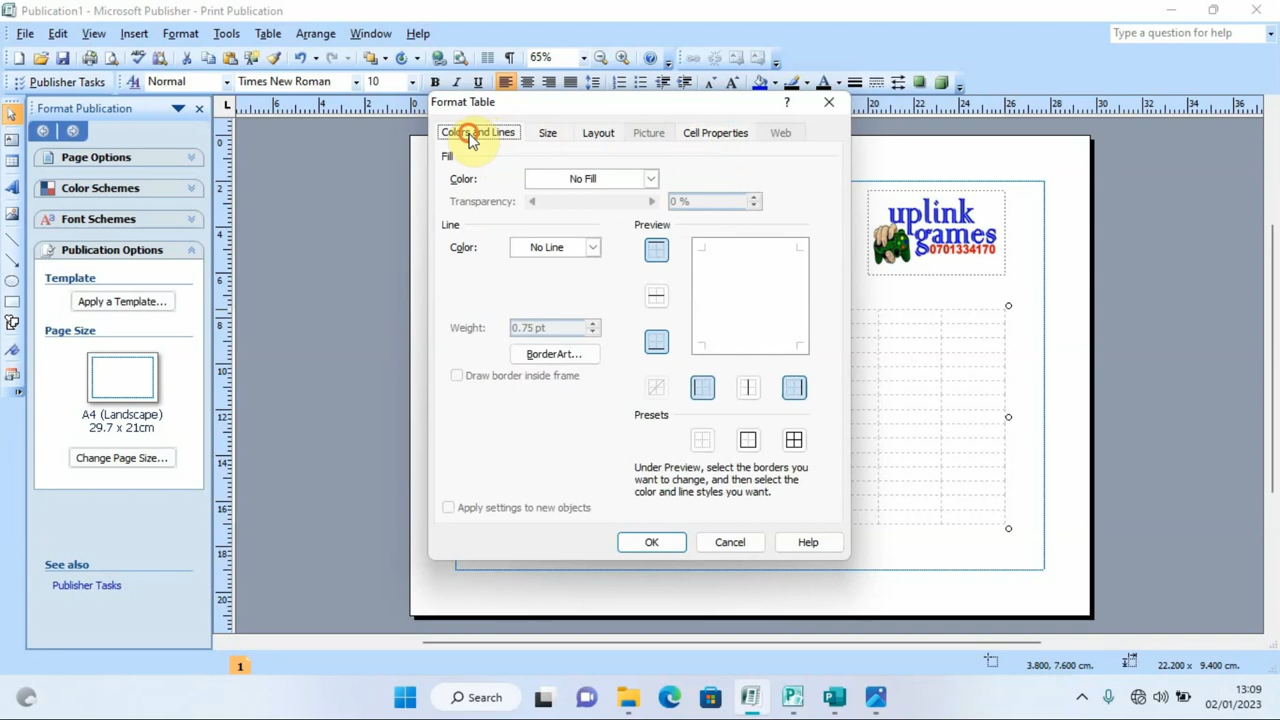 Publication1 - Microsoft Publisher - Print Publication
File Edit View Insert Format Tools Table Arrange Window Help
Type a question for help
65%
Publisher Tasks Normal Times New Roman 10 B I U
Format Publication
Page Options
Color Schemes
Font Schemes
Publication Options
Template
Apply a Template...
Page Size
A4 (Landscape)
29.7 x 21cm
Change Page Size...
See also
Publisher Tasks
Format Table
Colors and Lines Size Layout Picture Cell Properties Web
Fill
Color: No Fill
Transparency: 0 %
Line
Color: No Line
Preview
Weight: 0.75 pt
BorderArt...
Draw border inside frame
Presets
Under Preview, select the borders you
want to change, and then select the
color and line styles you want.
Apply settings to new objects
OK Cancel Help
uplink
games
0701334170
1
3.800, 7.600 cm. 22.200 x 9.400 cm.
Search
13:09
02/01/2023